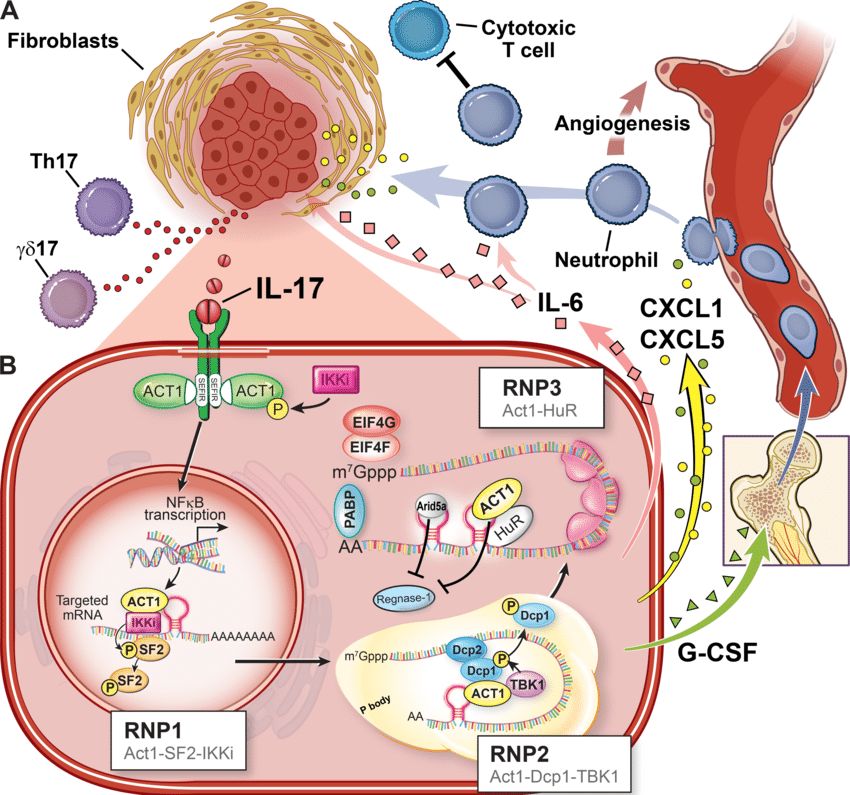 A
Fibroblasts
Cytotoxic
T cell
Th17
γδ17
Angiogenesis
Neutrophil
IL-17
IL-6
CXCL1
CXCL5
G-CSF
B
ACT1
SEFIR
SEFIR
ACT1
P
IKKi
NFκB
transcription
Targeted
mRNA
ACT1
IKKi
P
SF2
P
SF2
AAAAAAAA
RNP1
Act1-SF2-IKKi
RNP3
Act1-HuR
EIF4G
EIF4F
m⁷Gppp
PABP
AA
Arid5a
ACT1
HuR
Regnase-1
P
Dcp1
m⁷Gppp
Dcp2
Dcp1
P
TBK1
ACT1
AA
P body
RNP2
Act1-Dcp1-TBK1